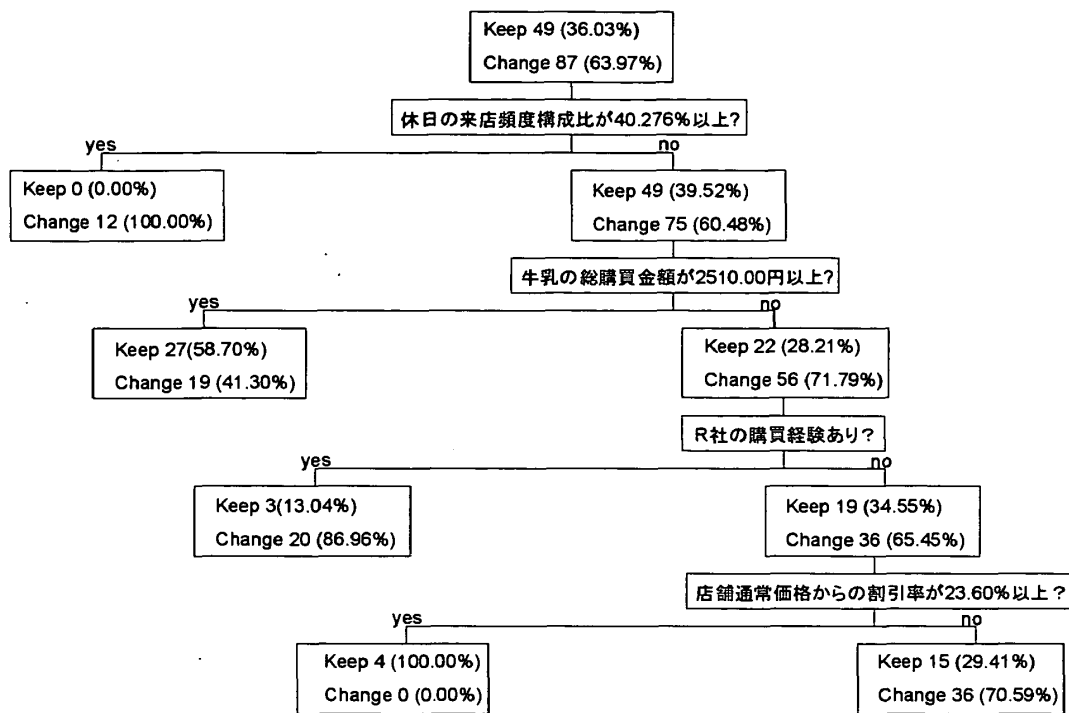 Keep 49 (36.03%)
Change 87 (63.97%)
休日の来店頻度構成比が40.276%以上?
yes
no
Keep 0 (0.00%)
Change 12 (100.00%)
Keep 49 (39.52%)
Change 75 (60.48%)
牛乳の総購買金額が2510.00円以上?
yes
no
Keep 27(58.70%)
Change 19 (41.30%)
Keep 22 (28.21%)
Change 56 (71.79%)
R社の購買経験あり?
yes
no
Keep 3(13.04%)
Change 20 (86.96%)
Keep 19 (34.55%)
Change 36 (65.45%)
店舗通常価格からの割引率が23.60%以上?
yes
no
Keep 4 (100.00%)
Change 0 (0.00%)
Keep 15 (29.41%)
Change 36 (70.59%)